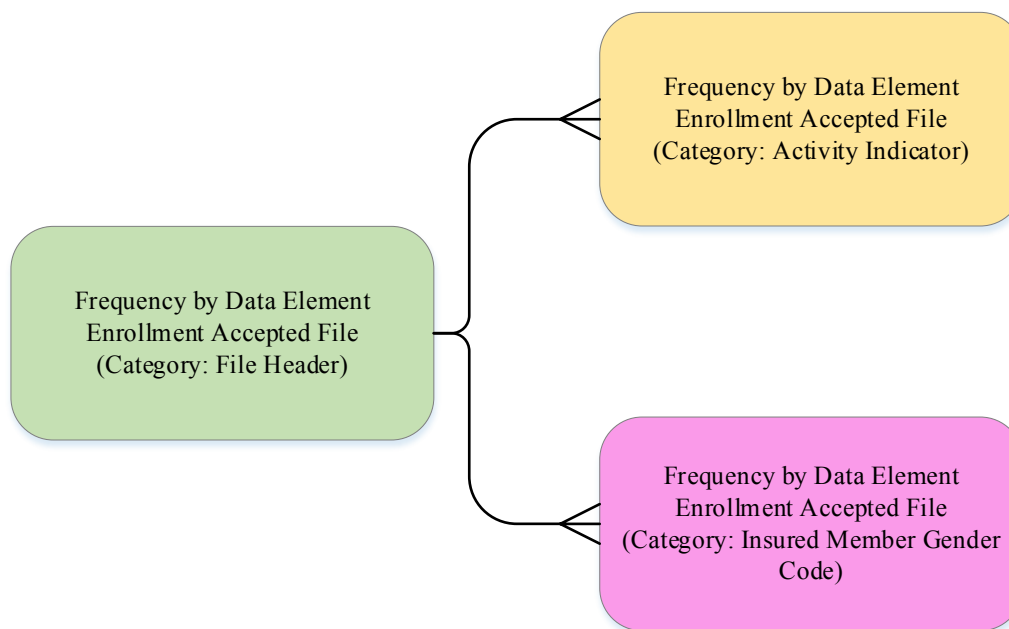 Frequency by Data Element
Enrollment Accepted File
(Category: Activity Indicator)
Frequency by Data Element
Enrollment Accepted File
(Category: File Header)
Frequency by Data Element
Enrollment Accepted File
(Category: Insured Member Gender
Code)